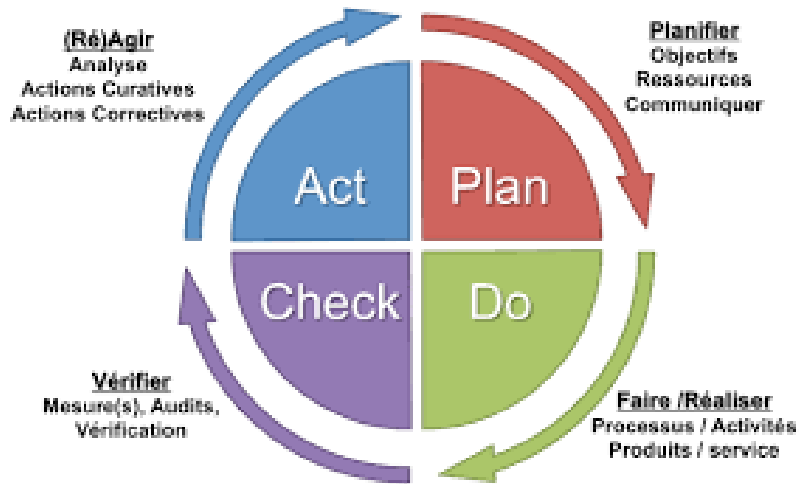 (Ré)Agir
Analyse
Actions Curatives
Actions Correctives
Planifier
Objectifs
Ressources
Communiquer
Act
Plan
Check
Do
Vérifier
Mesure(s), Audits,
Vérification
Faire /Réaliser
Processus / Activités
Produits / service